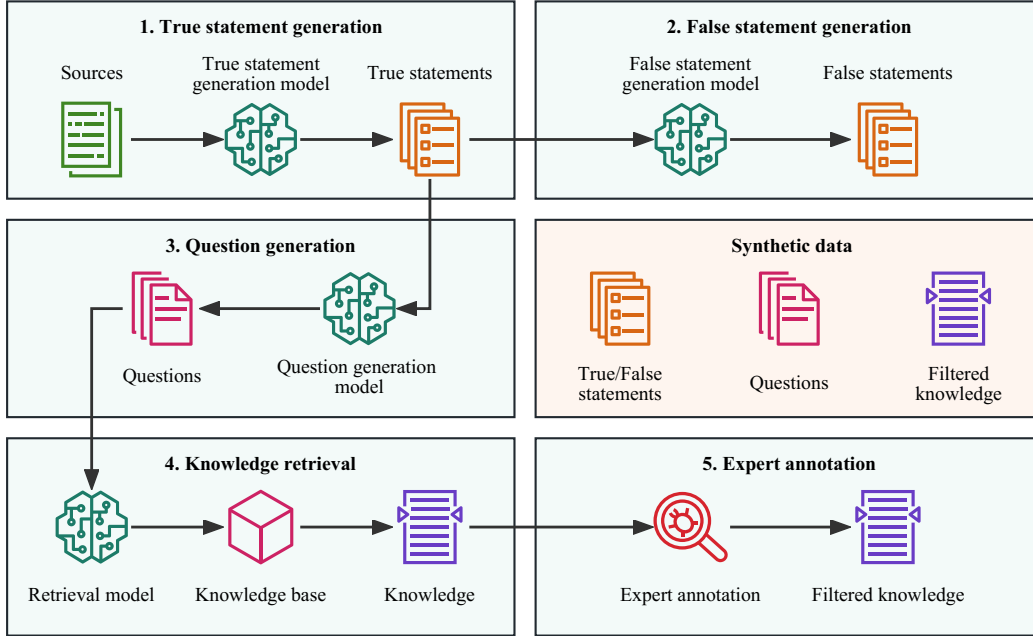 1. True statement generation
Sources
True statement
generation model
True statements
2. False statement generation
False statement
generation model
False statements
3. Question generation
Questions
Question generation
model
Synthetic data
True/False
statements
Questions
Filtered
knowledge
4. Knowledge retrieval
Retrieval model
Knowledge base
Knowledge
5. Expert annotation
Expert annotation
Filtered knowledge